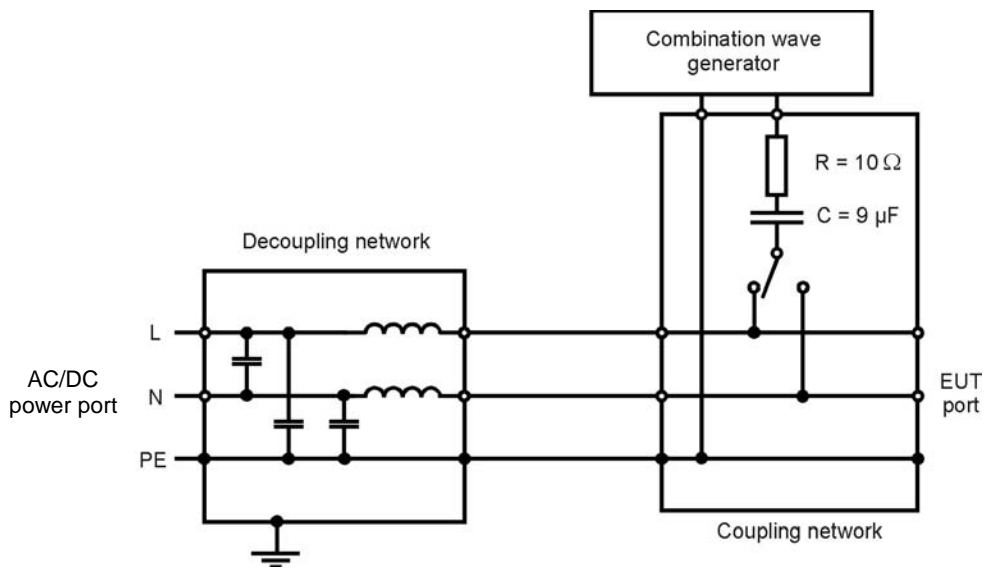 Combination wave
generator
R = 10 Ω
C = 9 µF
Decoupling network
L
AC/DC
power port
N
PE
EUT
port
Coupling network